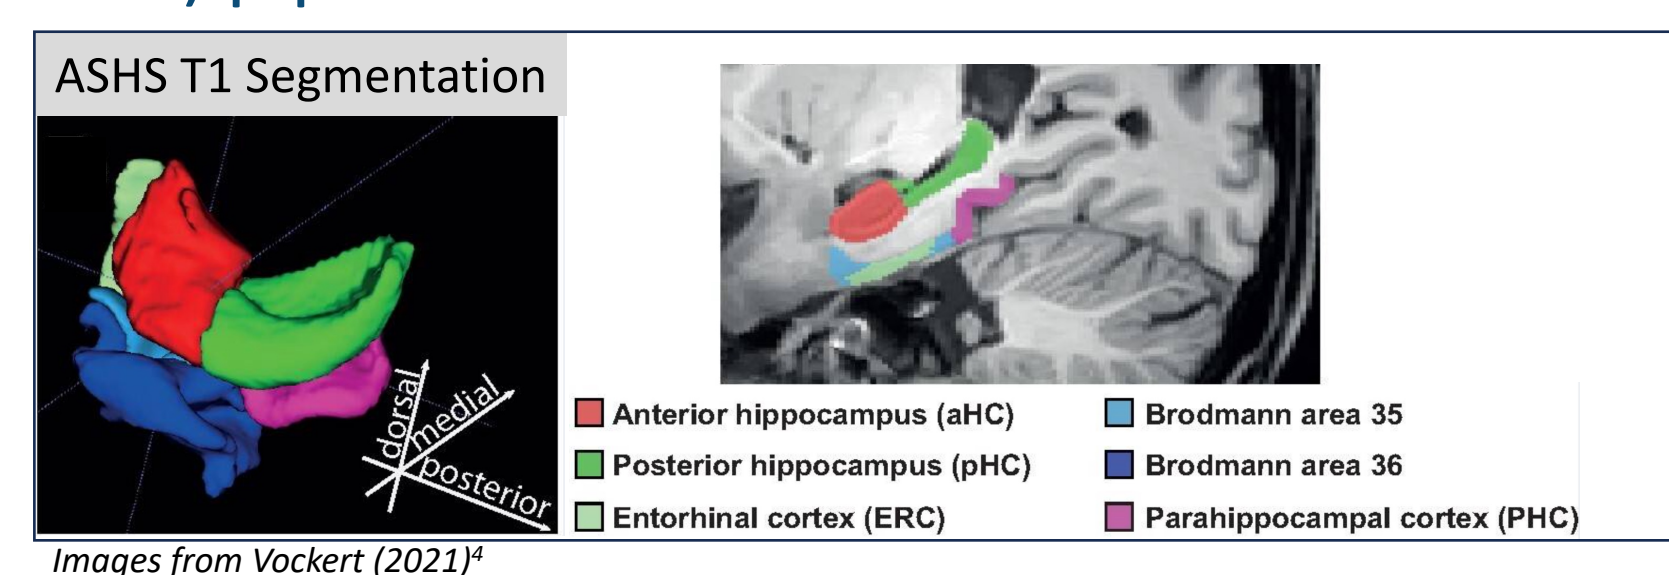 ASHS T1 Segmentation
dorsal
medial
posterior
Anterior hippocampus (aHC)
Posterior hippocampus (pHC)
Entorhinal cortex (ERC)
Brodmann area 35
Brodmann area 36
Parahippocampal cortex (PHC)
Images from Vockert (2021)⁴